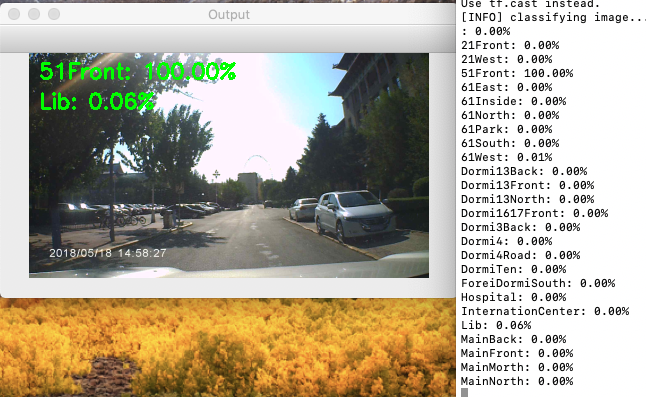 Output
51Front: 100.00%
Lib: 0.06%
2018/05/18 14:58:27
Use tf.cast instead.
[INFO] classifying image...
: 0.00%
21Front: 0.00%
21West: 0.00%
51Front: 100.00%
61East: 0.00%
61Inside: 0.00%
61North: 0.00%
61Park: 0.00%
61South: 0.00%
61West: 0.01%
Dormi13Back: 0.00%
Dormi13Front: 0.00%
Dormi13North: 0.00%
Dormi1617Front: 0.00%
Dormi3Back: 0.00%
Dormi4: 0.00%
Dormi4Road: 0.00%
DormiTen: 0.00%
ForeiDormiSouth: 0.00%
Hospital: 0.00%
InternationCenter: 0.00%
Lib: 0.06%
MainBack: 0.00%
MainFront: 0.00%
MainMorth: 0.00%
MainNorth: 0.00%